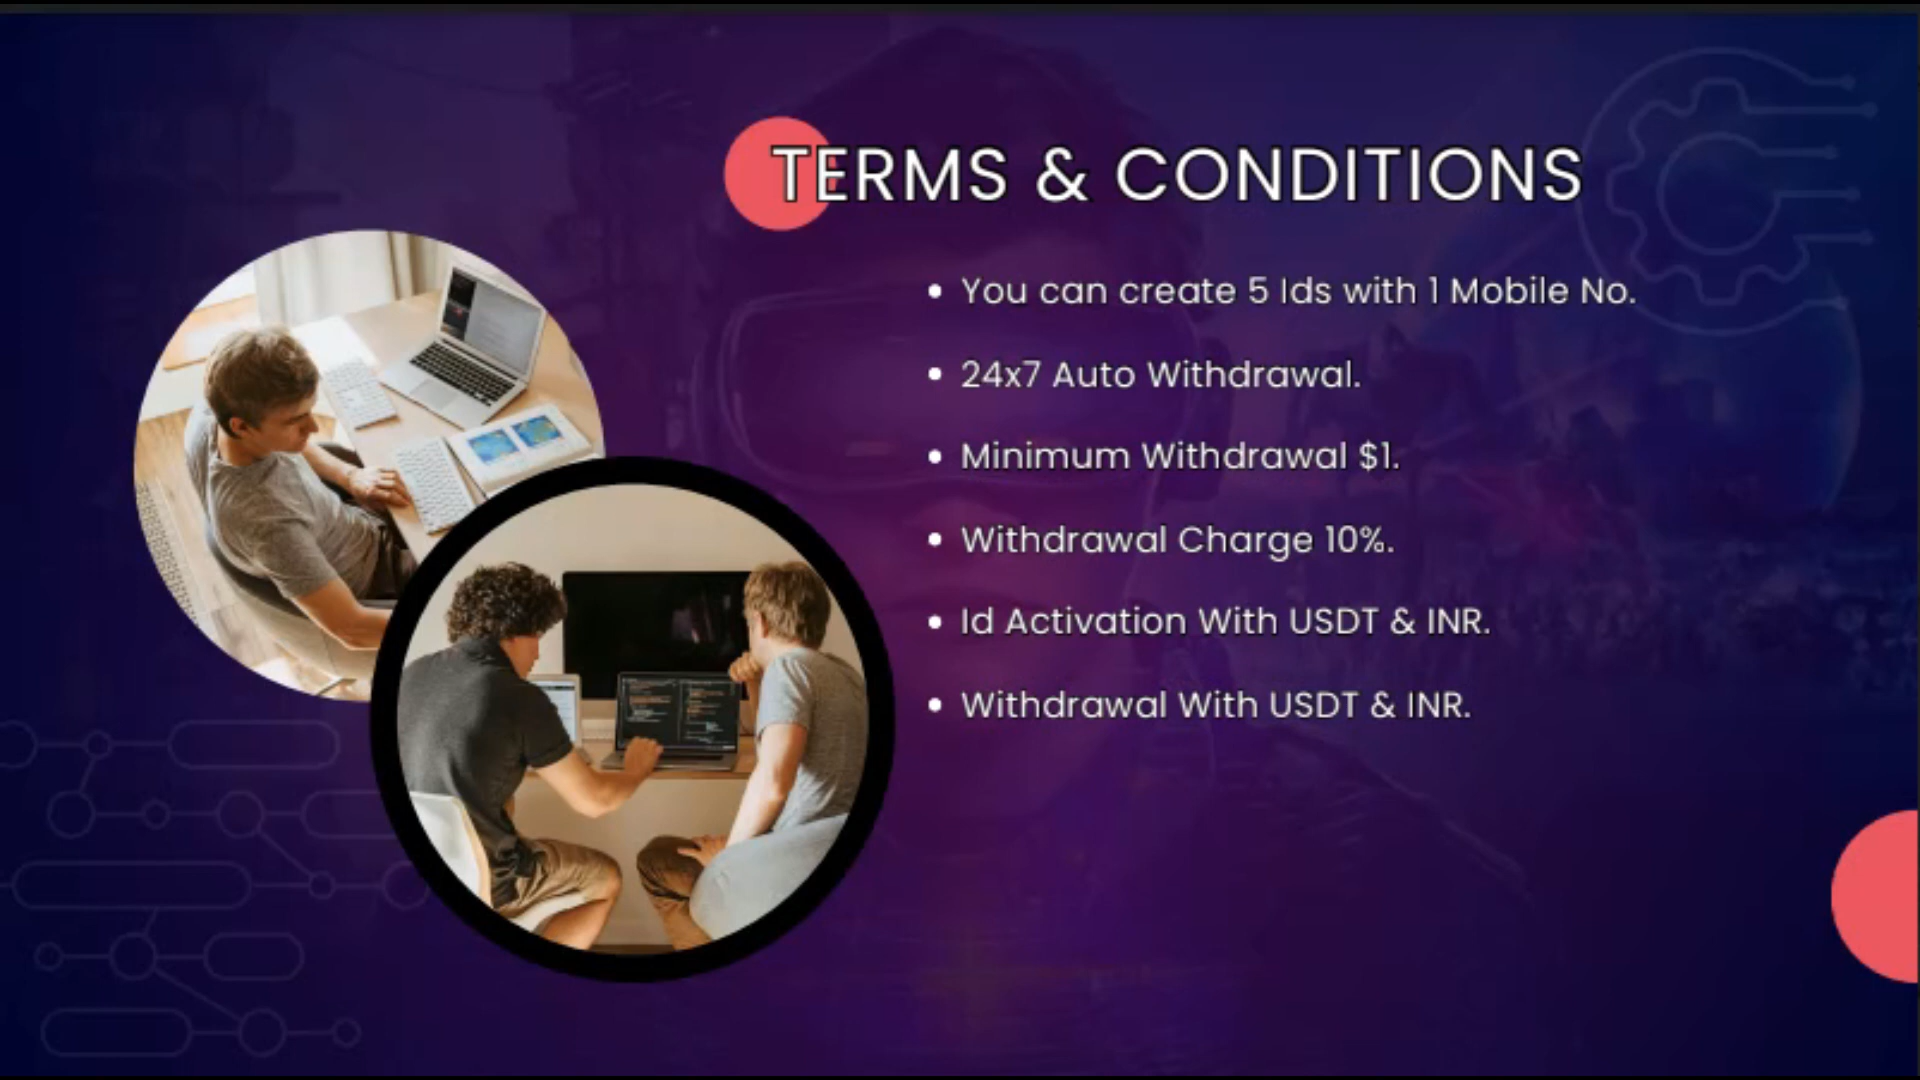 TERMS & CONDITIONS
• You can create 5 Ids with 1 Mobile No.
• 24x7 Auto Withdrawal.
• Minimum Withdrawal $1.
• Withdrawal Charge 10%.
• Id Activation With USDT & INR.
• Withdrawal With USDT & INR.